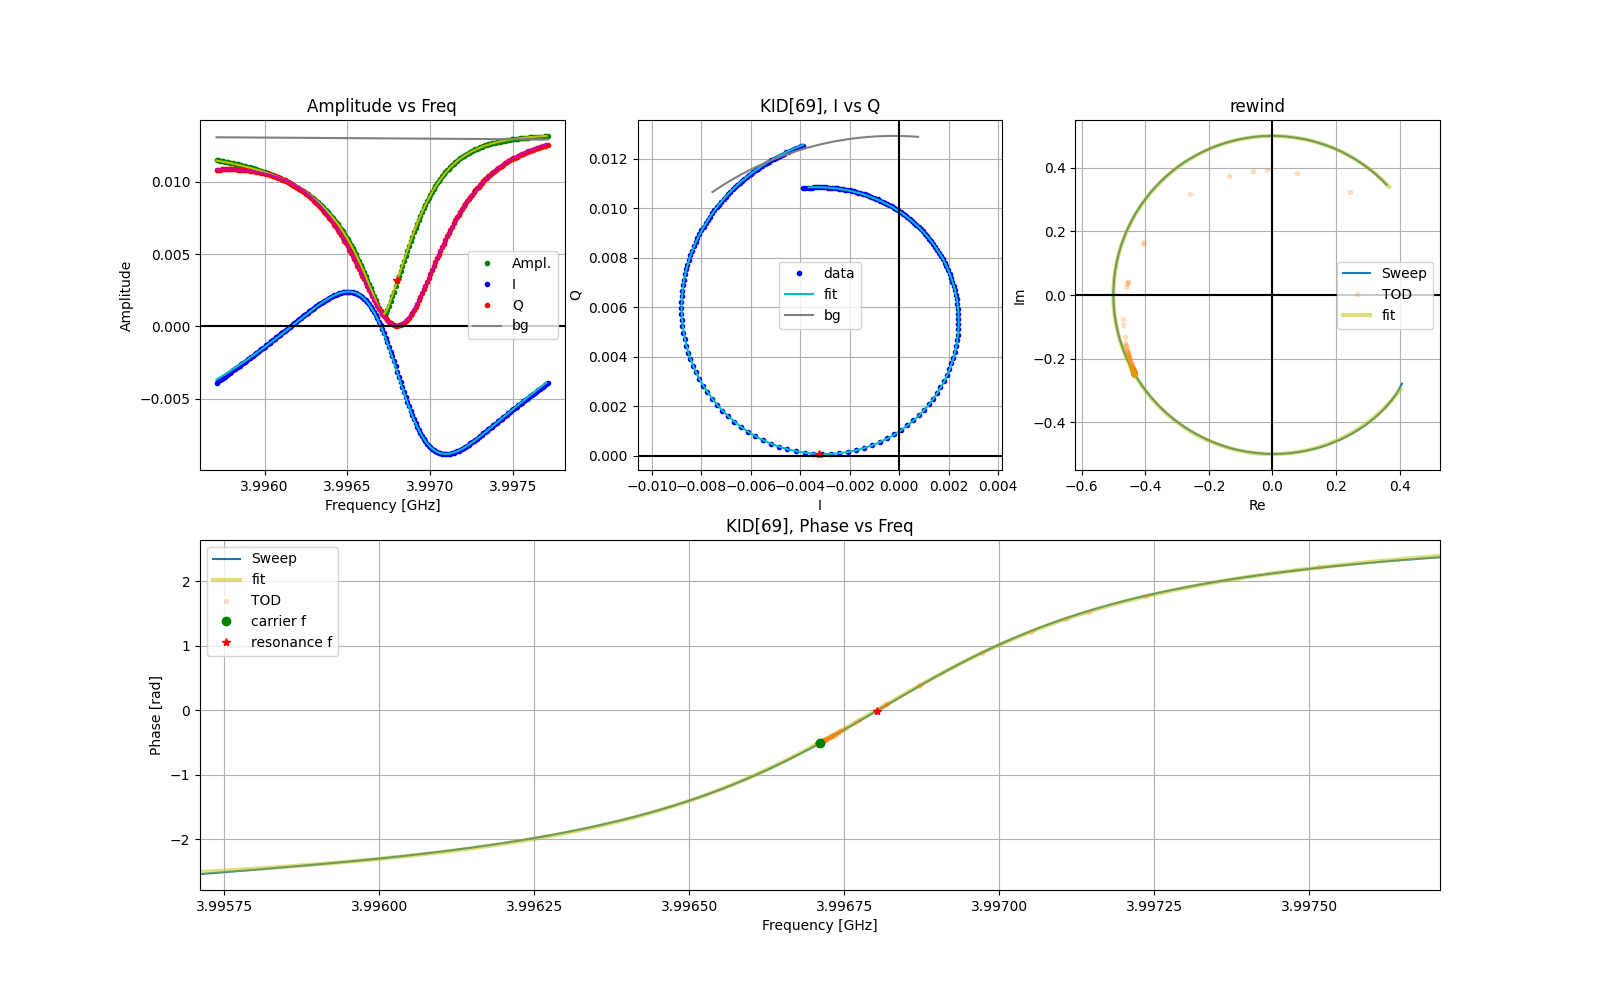 Amplitude vs Freq
Amplitude
0.010
0.005
0.000
−0.005
3.9960
3.9965
3.9970
3.9975
Frequency [GHz]
Ampl.
I
Q
bg
KID[69], I vs Q
Q
0.012
0.010
0.008
0.006
0.004
0.002
0.000
−0.010
−0.008
−0.006
−0.004
−0.002
0.000
0.002
0.004
I
data
fit
bg
rewind
Im
0.4
0.2
0.0
−0.2
−0.4
−0.6
−0.4
−0.2
0.0
0.2
0.4
Re
Sweep
TOD
fit
KID[69], Phase vs Freq
Phase [rad]
2
1
0
−1
−2
3.99575
3.99600
3.99625
3.99650
3.99675
3.99700
3.99725
3.99750
Frequency [GHz]
Sweep
fit
TOD
carrier f
resonance f